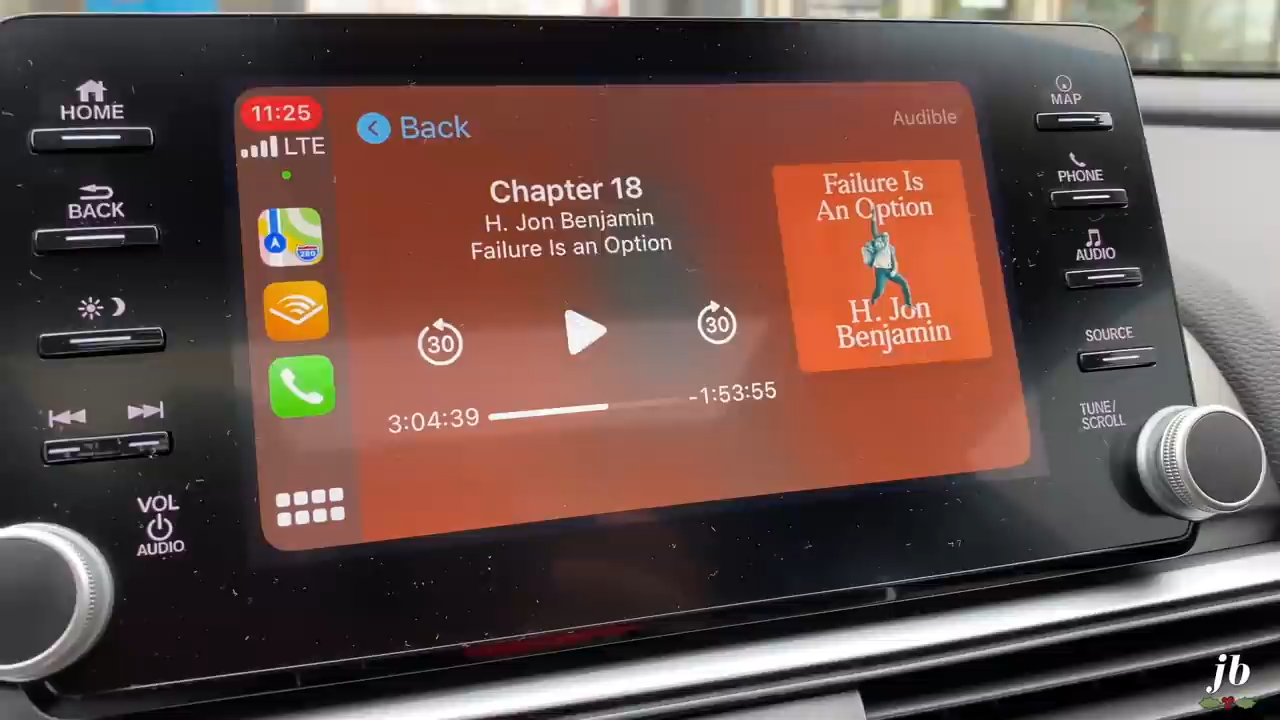 HOME
BACK
VOL
AUDIO
11:25
LTE
280
Back
Audible
Chapter 18
H. Jon Benjamin
Failure Is an Option
30
30
3:04:39
-1:53:55
Failure Is
An Option
H. Jon
Benjamin
MAP
PHONE
AUDIO
SOURCE
TUNE/
SCROLL
jb